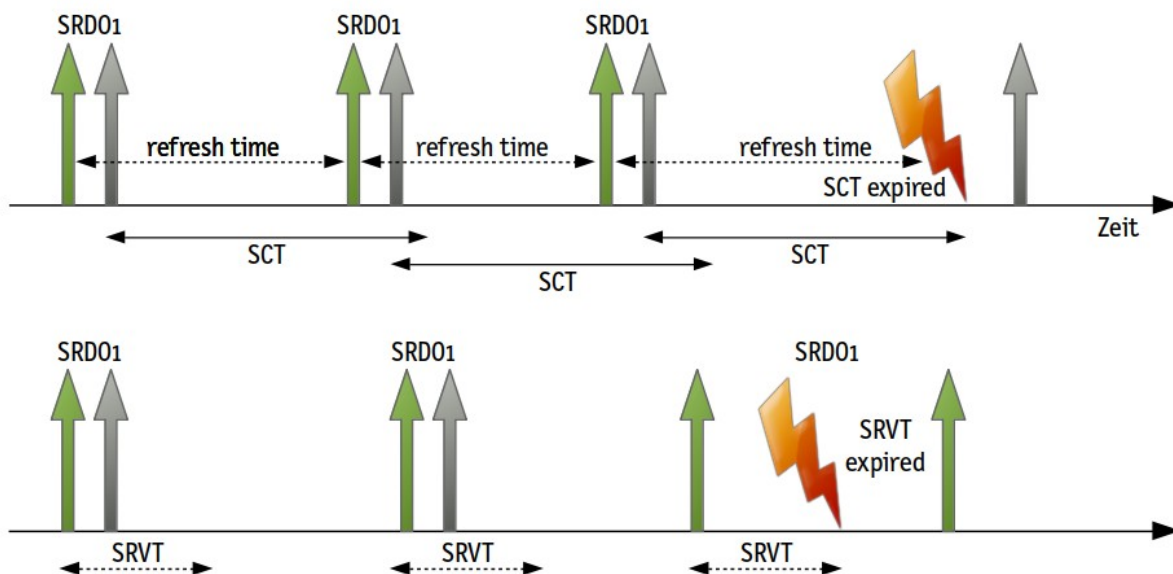 SRDO1 SRDO1 SRDO1
refresh time refresh time refresh time
SCT expired
Zeit
SCT SCT
SCT
SRDO1 SRDO1 SRDO1
SRVT
expired
SRVT SRVT SRVT